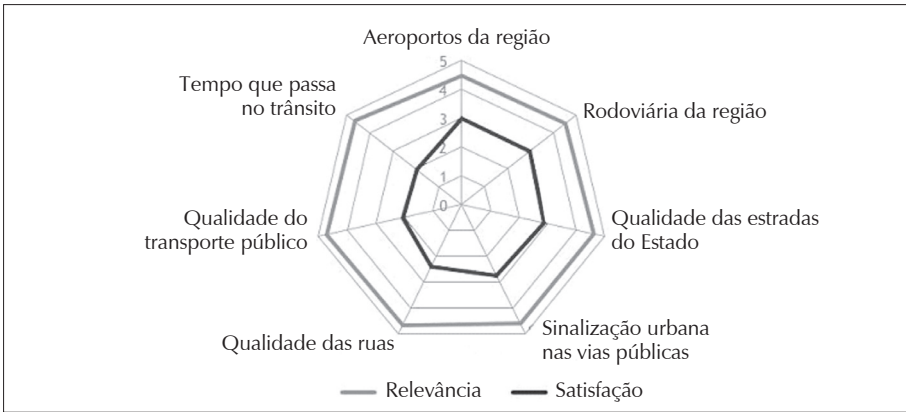 Aeroportos da região
Tempo que passa
no trânsito
5
4
3
2
1
0
Rodoviária da região
Qualidade do
transporte público
Qualidade das estradas
do Estado
Qualidade das ruas
Sinalização urbana
nas vias públicas
Relevância
Satisfação